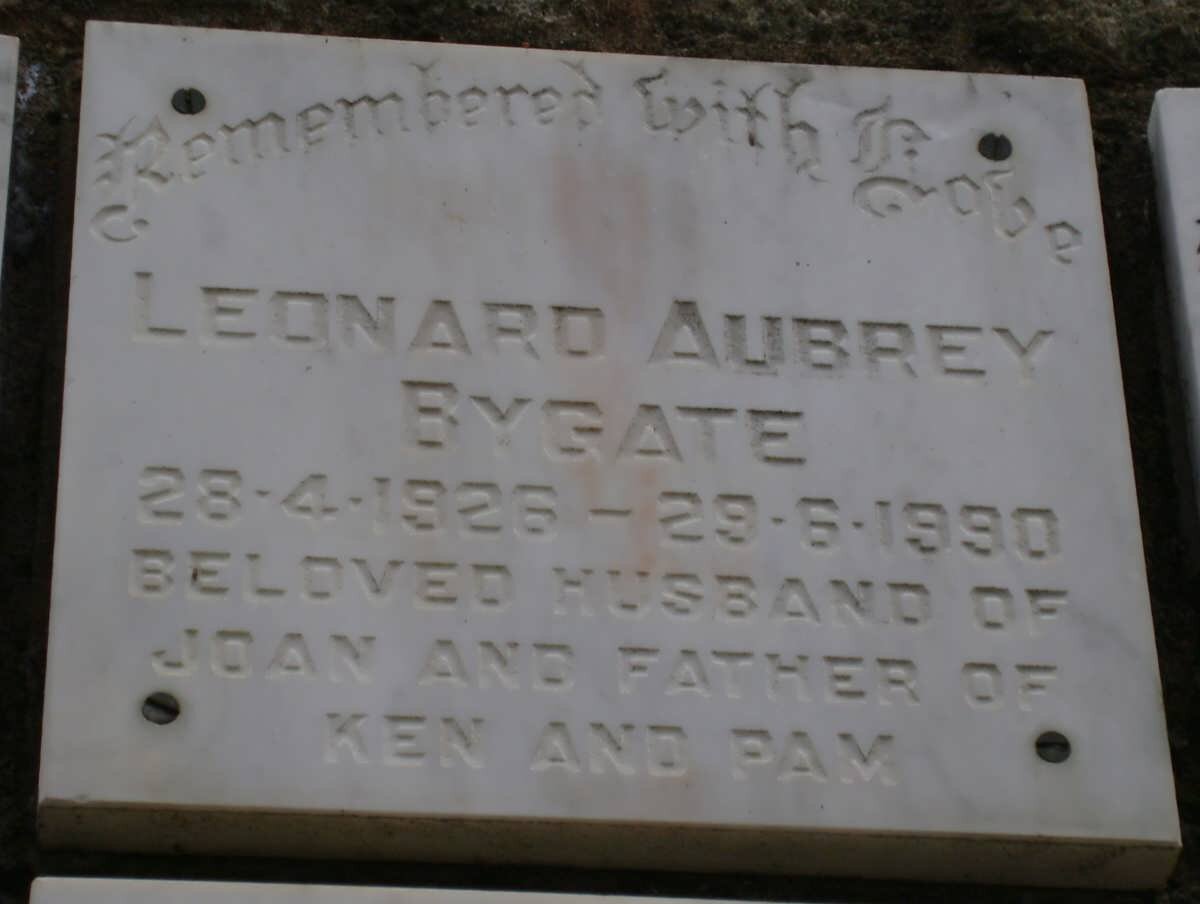 Remembered with Love
LEONARD AUBREY
BYGATE
28·4·1926 – 29·6·1990
BELOVED HUSBAND OF
JOAN AND FATHER OF
KEN AND PAM